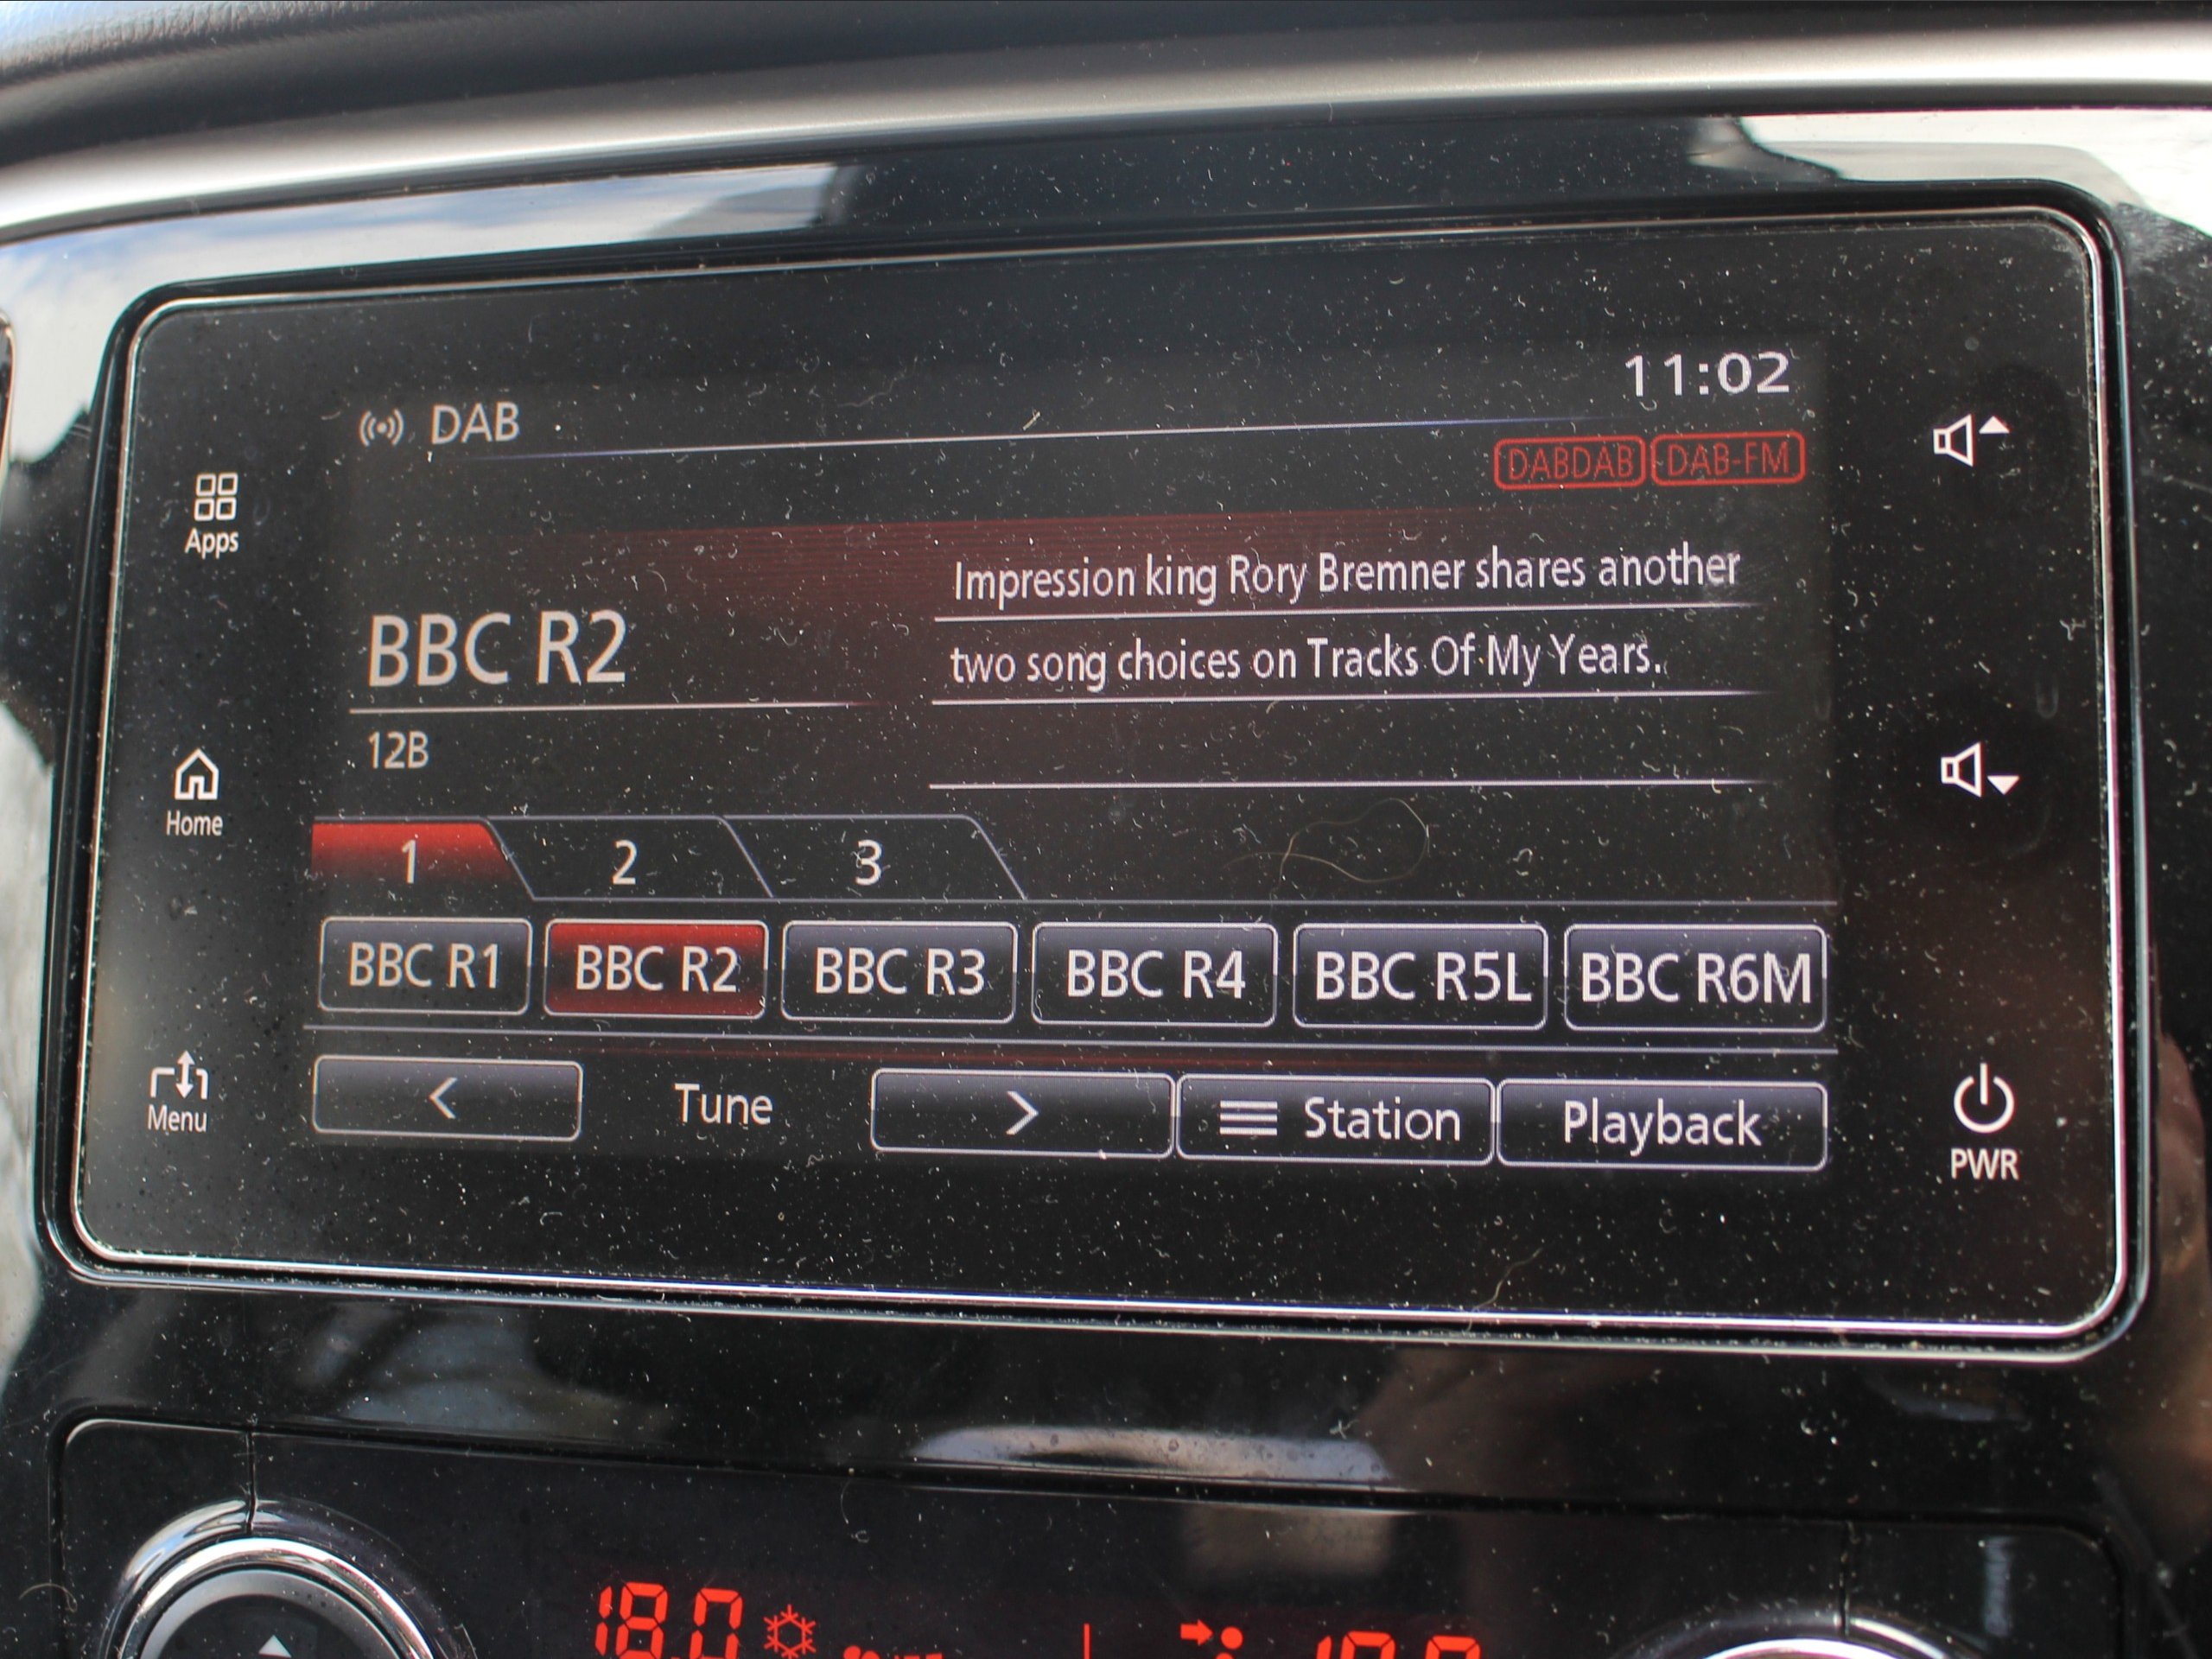 11:02
DAB
DABDAB DAB-FM
Apps
Impression king Rory Bremner shares another
two song choices on Tracks Of My Years.
BBC R2
12B
Home
1 2 3
BBC R1 BBC R2 BBC R3 BBC R4 BBC R5L BBC R6M
< Tune > Station Playback
Menu
PWR
18.0